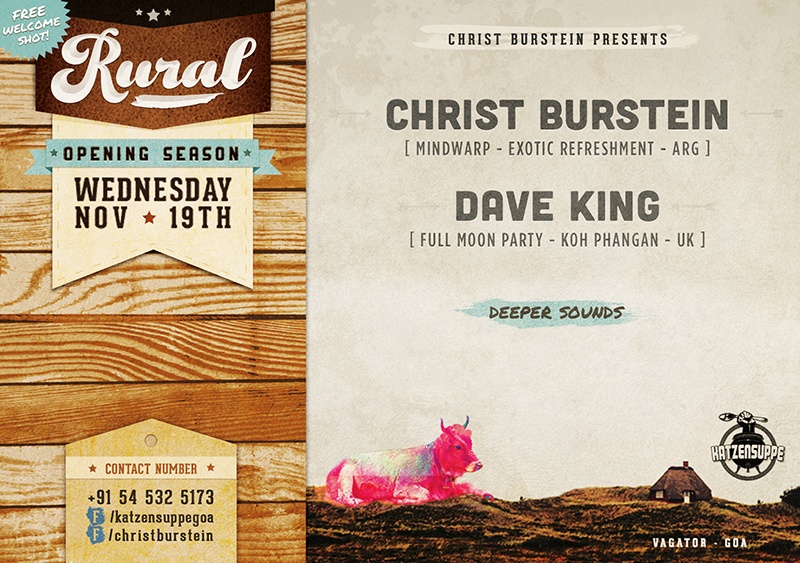 FREE
WELCOME
SHOT!
Rural
OPENING SEASON
WEDNESDAY
NOV ★ 19TH
★ CONTACT NUMBER ★
+91 54 532 5173
F /katzensuppegoa
F /christburstein
CHRIST BURSTEIN PRESENTS
CHRIST BURSTEIN
[ MINDWARP - EXOTIC REFRESHMENT - ARG ]
DAVE KING
[ FULL MOON PARTY - KOH PHANGAN - UK ]
DEEPER SOUNDS
KATZENSUPPE
VAGATOR - GOA